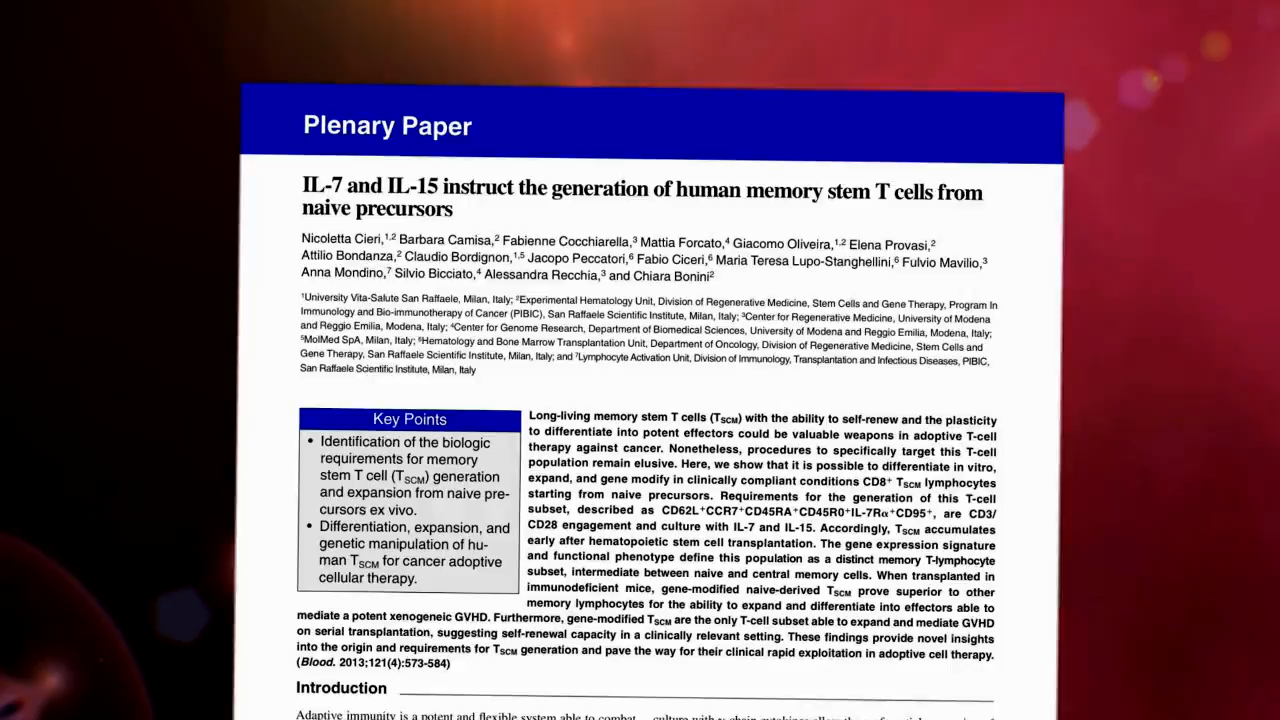 Plenary Paper
IL-7 and IL-15 instruct the generation of human memory stem T cells from
naive precursors
Nicoletta Cieri,1,2 Barbara Camisa,2 Fabienne Cocchiarella,3 Mattia Forcato,4 Giacomo Oliveira,1,2 Elena Provasi,2
Attilio Bondanza,2 Claudio Bordignon,1,5 Jacopo Peccatori,6 Fabio Ciceri,6 Maria Teresa Lupo-Stanghellini,6 Fulvio Mavilio,3
Anna Mondino,7 Silvio Bicciato,4 Alessandra Recchia,3 and Chiara Bonini2
1University Vita-Salute San Raffaele, Milan, Italy; 2Experimental Hematology Unit, Division of Regenerative Medicine, Stem Cells and Gene Therapy, Program In
Immunology and Bio-immunotherapy of Cancer (PIBIC), San Raffaele Scientific Institute, Milan, Italy; 3Center for Regenerative Medicine, University of Modena
and Reggio Emilia, Modena, Italy; 4Center for Genome Research, Department of Biomedical Sciences, University of Modena and Reggio Emilia, Modena, Italy;
5MolMed SpA, Milan, Italy; 6Hematology and Bone Marrow Transplantation Unit, Department of Oncology, Division of Regenerative Medicine, Stem Cells and
Gene Therapy, San Raffaele Scientific Institute, Milan, Italy; and 7Lymphocyte Activation Unit, Division of Immunology, Transplantation and Infectious Diseases, PIBIC,
San Raffaele Scientific Institute, Milan, Italy
Key Points
• Identification of the biologic
requirements for memory
stem T cell (TSCM) generation
and expansion from naive pre-
cursors ex vivo.
• Differentiation, expansion, and
genetic manipulation of hu-
man TSCM for cancer adoptive
cellular therapy.
Long-living memory stem T cells (TSCM) with the ability to self-renew and the plasticity
to differentiate into potent effectors could be valuable weapons in adoptive T-cell
therapy against cancer. Nonetheless, procedures to specifically target this T-cell
population remain elusive. Here, we show that it is possible to differentiate in vitro,
expand, and gene modify in clinically compliant conditions CD8+ TSCM lymphocytes
starting from naive precursors. Requirements for the generation of this T-cell
subset, described as CD62L+CCR7+CD45RA+CD45R0+IL-7Rα+CD95+, are CD3/
CD28 engagement and culture with IL-7 and IL-15. Accordingly, TSCM accumulates
early after hematopoietic stem cell transplantation. The gene expression signature
and functional phenotype define this population as a distinct memory T-lymphocyte
subset, intermediate between naive and central memory cells. When transplanted in
immunodeficient mice, gene-modified naive-derived TSCM prove superior to other
memory lymphocytes for the ability to expand and differentiate into effectors able to
mediate a potent xenogeneic GVHD. Furthermore, gene-modified TSCM are the only T-cell subset able to expand and mediate GVHD
on serial transplantation, suggesting self-renewal capacity in a clinically relevant setting. These findings provide novel insights
into the origin and requirements for TSCM generation and pave the way for their clinical rapid exploitation in adoptive cell therapy.
(Blood. 2013;121(4):573-584)
Introduction
Adaptive immunity is a potent and flexible system able to combat